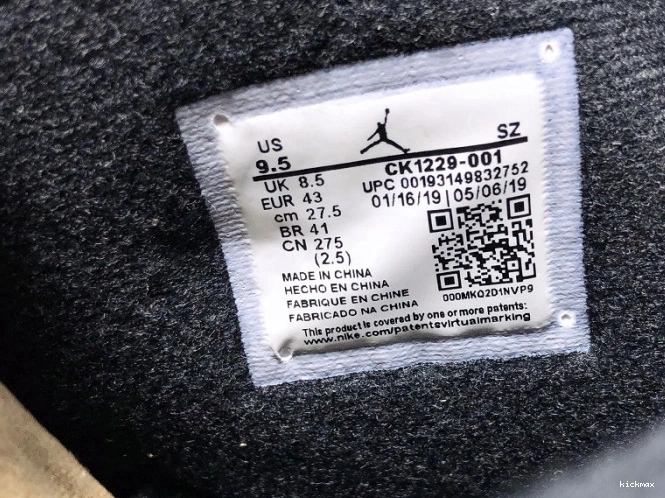 US SZ
9.5 CK1229-001
UK 8.5 UPC 00193149832752
EUR 43 01/16/19 | 05/06/19
cm 27.5
BR 41
CN 275
(2.5)
MADE IN CHINA
HECHO EN CHINA
FABRIQUE EN CHINE
FABRICADO NA CHINA
000MKQ2D1NVP9
This product is covered by one or more patents:
www.nike.com/patentsvirtualmarking
kickmax